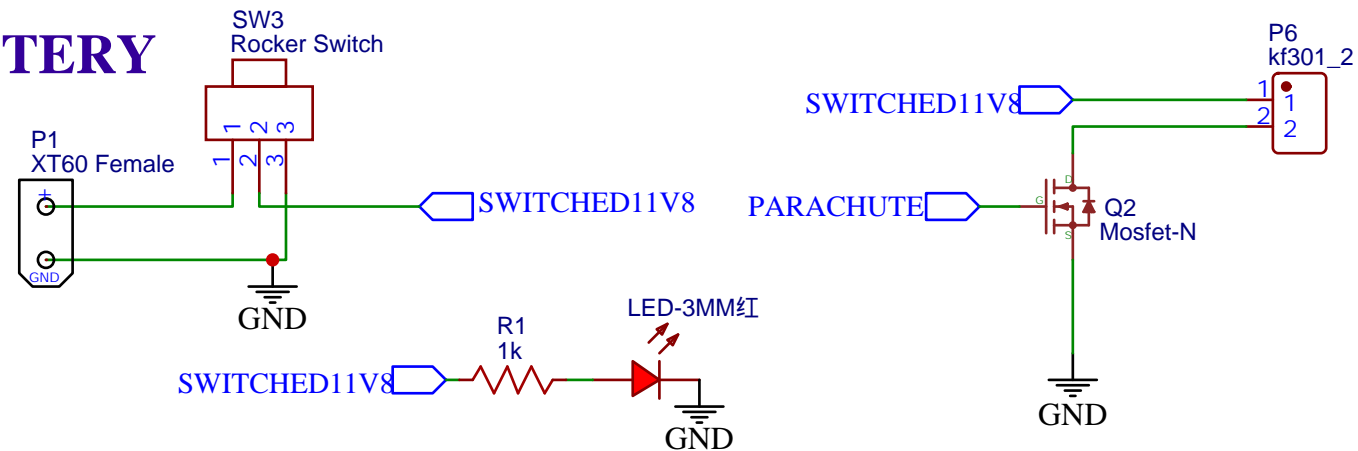 TERY
SW3
Rocker Switch
1 2 3
1 2 3
P1
XT60 Female
+
GND
SWITCHED11V8
GND
SWITCHED11V8
R1
1k
LED-3MM红
GND
P6
kf301_2
SWITCHED11V8
1 1
2 2
PARACHUTE
D
G
S
Q2
Mosfet-N
GND